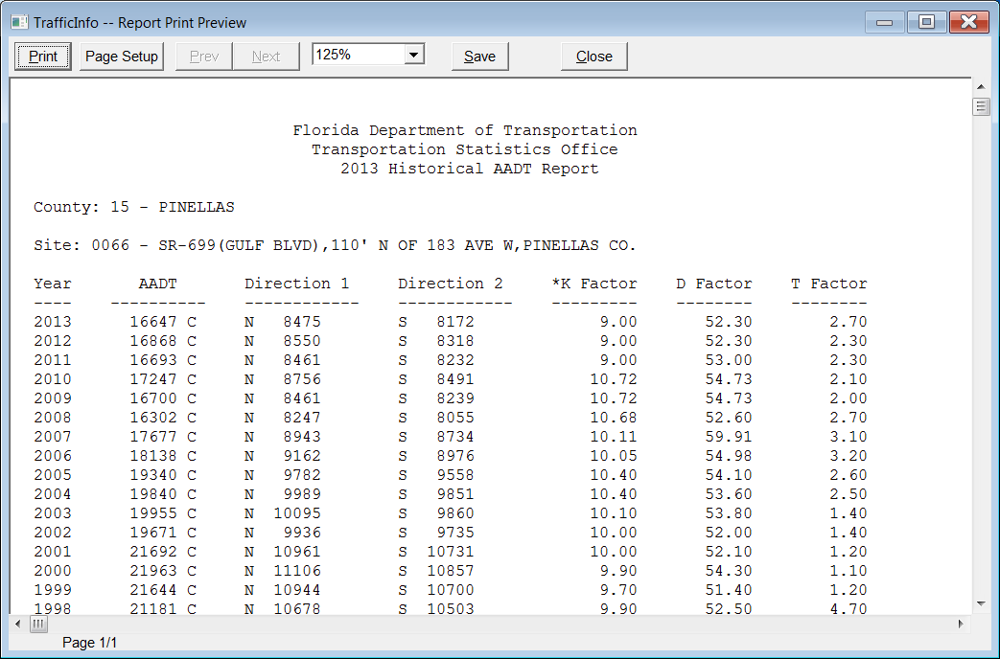 TrafficInfo -- Report Print Preview
Print Page Setup Prev Next 125% Save Close
Florida Department of Transportation
Transportation Statistics Office
2013 Historical AADT Report
County: 15 - PINELLAS
Site: 0066 - SR-699(GULF BLVD),110' N OF 183 AVE W,PINELLAS CO.
Year AADT Direction 1 Direction 2 *K Factor D Factor T Factor
---- ---------- ------------ ------------ --------- -------- --------
2013 16647 C N 8475 S 8172 9.00 52.30 2.70
2012 16868 C N 8550 S 8318 9.00 52.30 2.30
2011 16693 C N 8461 S 8232 9.00 53.00 2.30
2010 17247 C N 8756 S 8491 10.72 54.73 2.10
2009 16700 C N 8461 S 8239 10.72 54.73 2.00
2008 16302 C N 8247 S 8055 10.68 52.60 2.70
2007 17677 C N 8943 S 8734 10.11 59.91 3.10
2006 18138 C N 9162 S 8976 10.05 54.98 3.20
2005 19340 C N 9782 S 9558 10.40 54.10 2.60
2004 19840 C N 9989 S 9851 10.40 53.60 2.50
2003 19955 C N 10095 S 9860 10.10 53.80 1.40
2002 19671 C N 9936 S 9735 10.00 52.00 1.40
2001 21692 C N 10961 S 10731 10.00 52.10 1.20
2000 21963 C N 11106 S 10857 9.90 54.30 1.10
1999 21644 C N 10944 S 10700 9.70 51.40 1.20
1998 21181 C N 10678 S 10503 9.90 52.50 4.70
Page 1/1